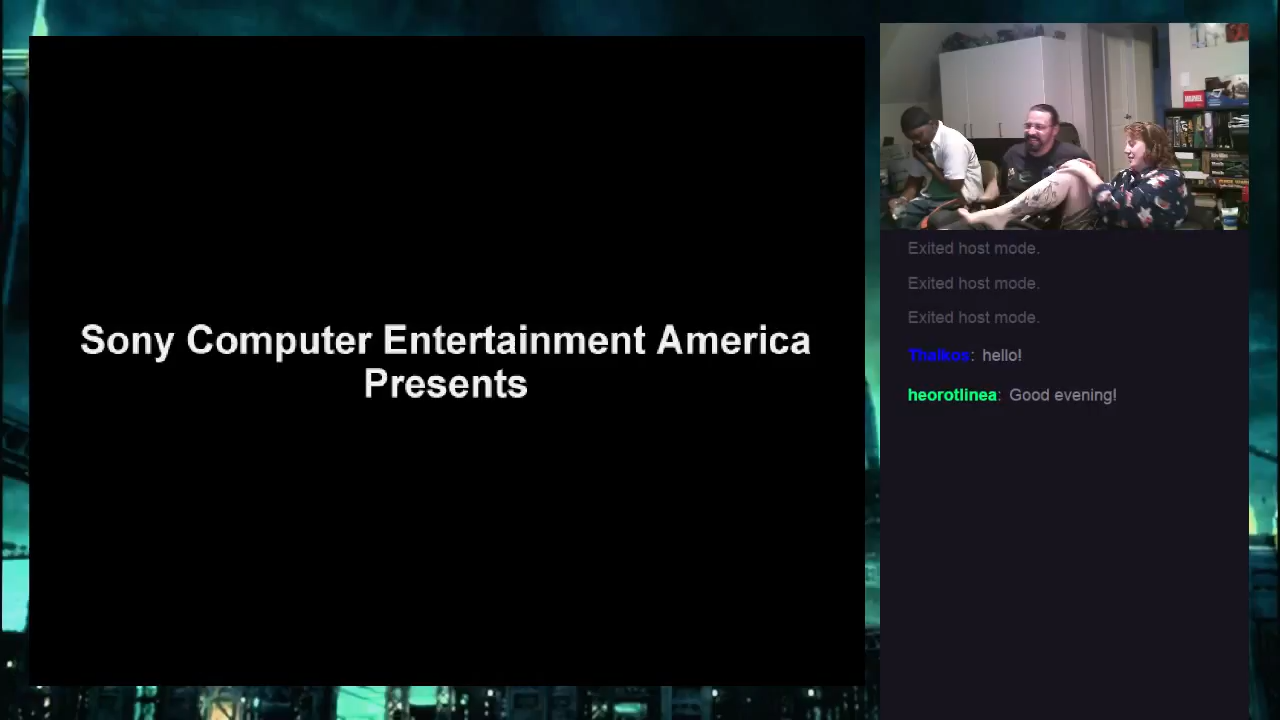 Sony Computer Entertainment America
Presents
MARVEL
Exited host mode.
Exited host mode.
Exited host mode.
Thalkos: hello!
heorotlinea: Good evening!